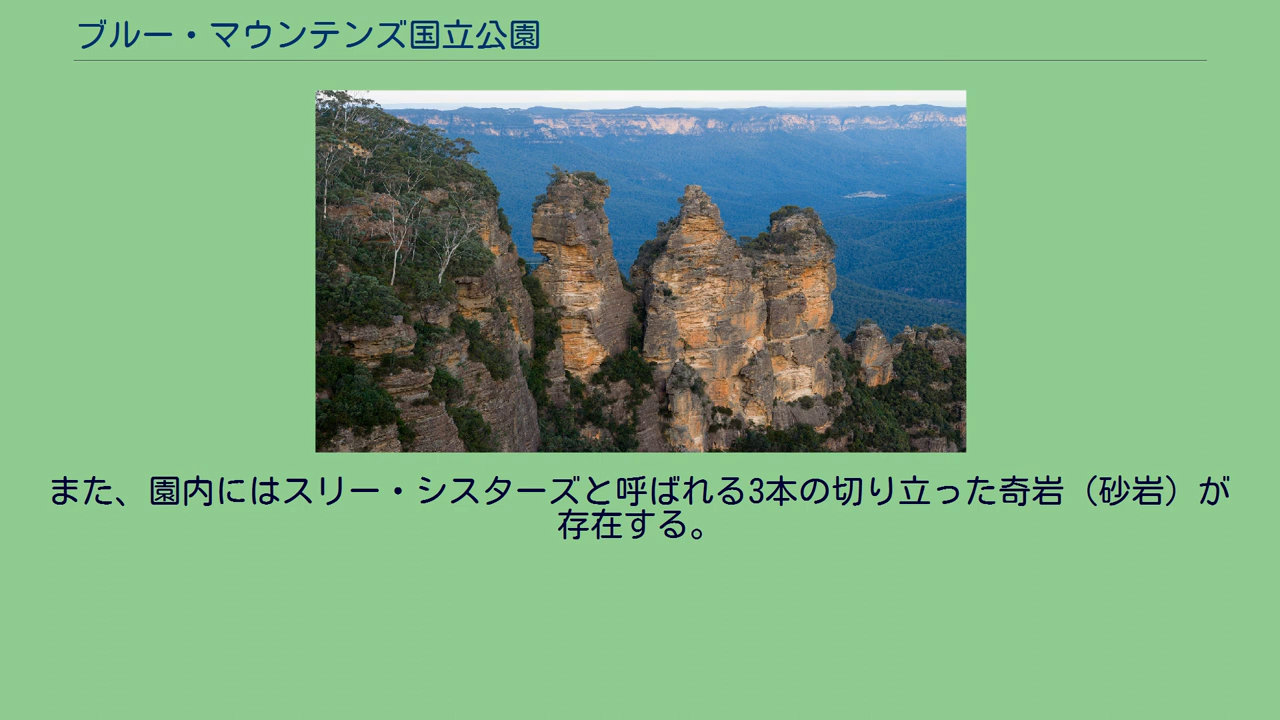 ブルー・マウンテンズ国立公園
また、園内にはスリー・シスターズと呼ばれる3本の切り立った奇岩（砂岩）が
存在する。